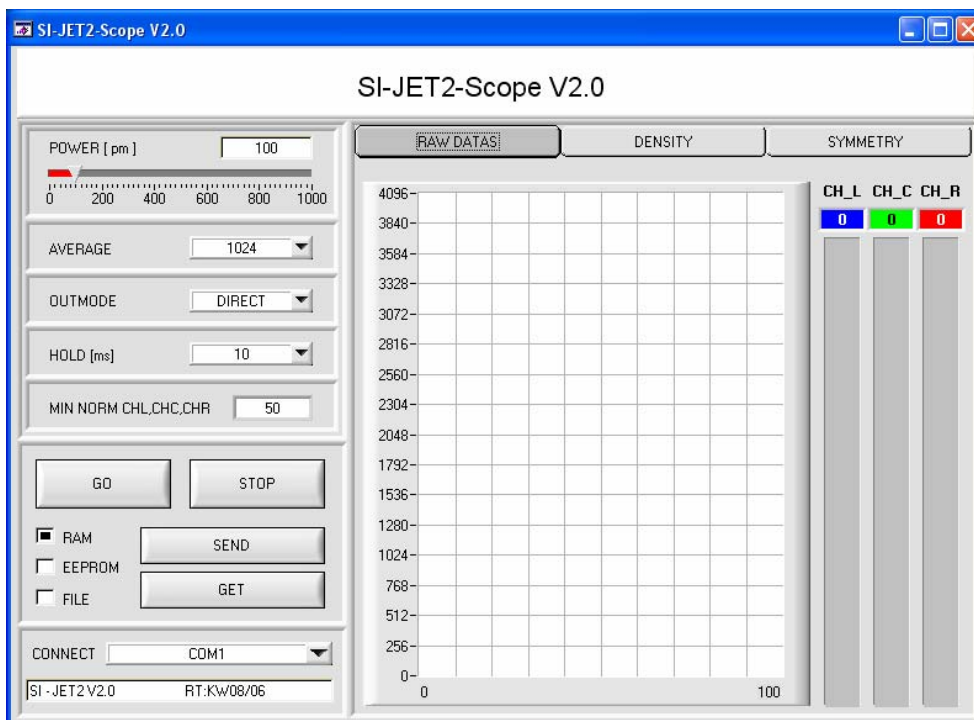 SI-JET2-Scope V2.0
SI-JET2-Scope V2.0
POWER [ pm ] 100
0 200 400 600 800 1000
AVERAGE 1024
OUTMODE DIRECT
HOLD [ms] 10
MIN NORM CHL,CHC,CHR 50
GO STOP
RAM
EEPROM
FILE
SEND
GET
CONNECT COM1
SI - JET2 V2.0 RT:KW08/06
RAW DATAS DENSITY SYMMETRY
4096
3840
3584
3328
3072
2816
2560
2304
2048
1792
1536
1280
1024
768
512
256
0
0 100
CH_L CH_C CH_R
0 0 0